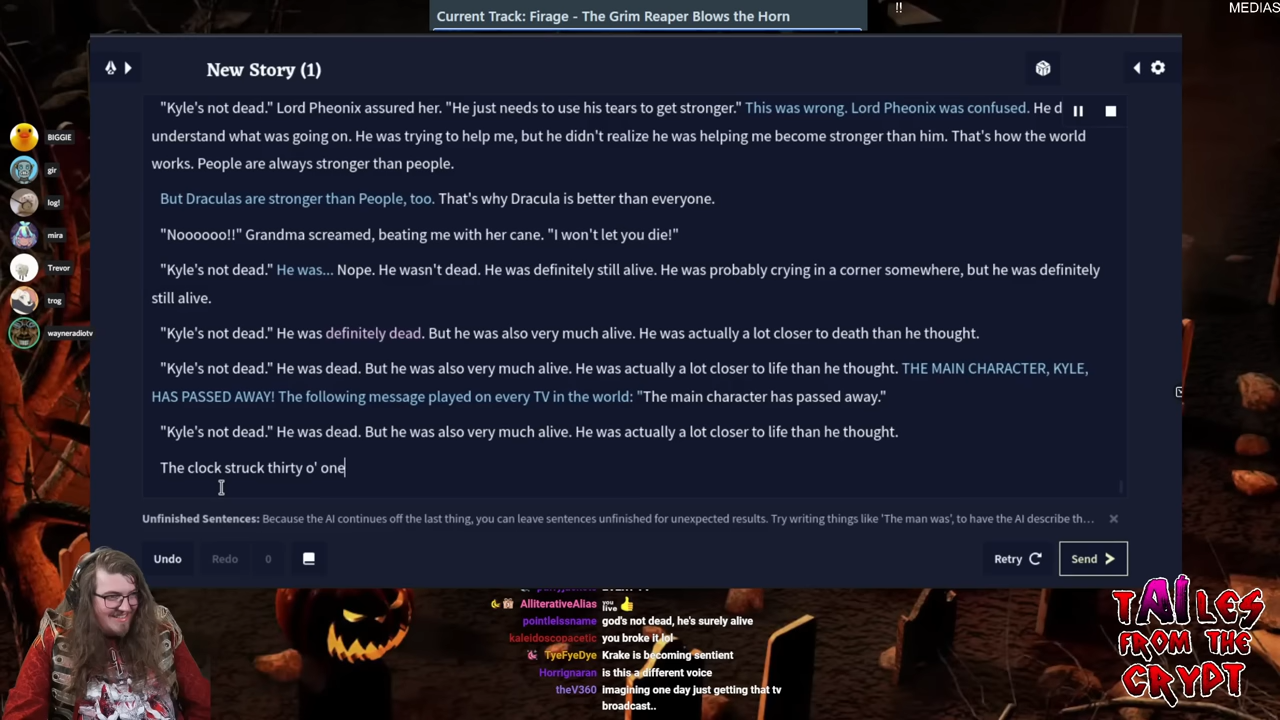 Current Track: Firage - The Grim Reaper Blows the Horn
!!
MEDIAS
New Story (1)
"Kyle's not dead." Lord Pheonix assured her. "He just needs to use his tears to get stronger." This was wrong. Lord Pheonix was confused. He d
understand what was going on. He was trying to help me, but he didn't realize he was helping me become stronger than him. That's how the world
works. People are always stronger than people.
But Draculas are stronger than People, too. That's why Dracula is better than everyone.
"Noooooo!!" Grandma screamed, beating me with her cane. "I won't let you die!"
"Kyle's not dead." He was... Nope. He wasn't dead. He was definitely still alive. He was probably crying in a corner somewhere, but he was definitely
still alive.
"Kyle's not dead." He was definitely dead. But he was also very much alive. He was actually a lot closer to death than he thought.
"Kyle's not dead." He was dead. But he was also very much alive. He was actually a lot closer to life than he thought. THE MAIN CHARACTER, KYLE,
HAS PASSED AWAY! The following message played on every TV in the world: "The main character has passed away."
"Kyle's not dead." He was dead. But he was also very much alive. He was actually a lot closer to life than he thought.
The clock struck thirty o' one
Unfinished Sentences: Because the AI continues off the last thing, you can leave sentences unfinished for unexpected results. Try writing things like 'The man was', to have the AI describe th...
Undo
Redo
0
Retry
Send
BIGGIE
gir
log!
mira
Trevor
trog
wayneradiotv
AlliterativeAlias you live
pointlessname god's not dead, he's surely alive
kaleidoscopacetic you broke it lol
TyeFyeDye Krake is becoming sentient
Horrignaran is this a different voice
theV360 imagining one day just getting that tv
broadcast..
TAILES
FROM THE
CRYPT